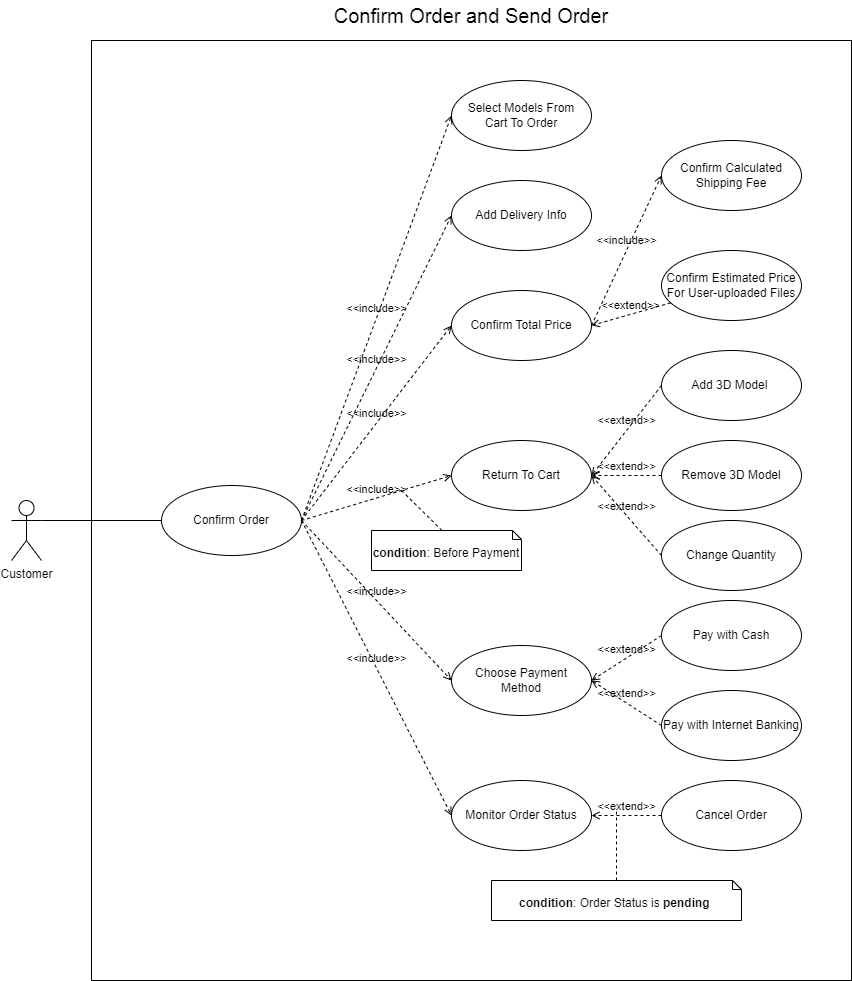 Confirm Order and Send Order
Select Models From
Cart To Order
Confirm Calculated
Shipping Fee
Add Delivery Info
<<include>>
Confirm Estimated Price
For User-uploaded Files
<<extend>>
<<include>>
Confirm Total Price
<<include>>
Add 3D Model
<<include>>
<<extend>>
Return To Cart
<<extend>>
Remove 3D Model
<<include>>
<<extend>>
Confirm Order
condition: Before Payment
Change Quantity
Customer
<<include>>
Pay with Cash
<<extend>>
<<include>>
Choose Payment
Method
<<extend>>
Pay with Internet Banking
Monitor Order Status
<<extend>>
Cancel Order
condition: Order Status is pending